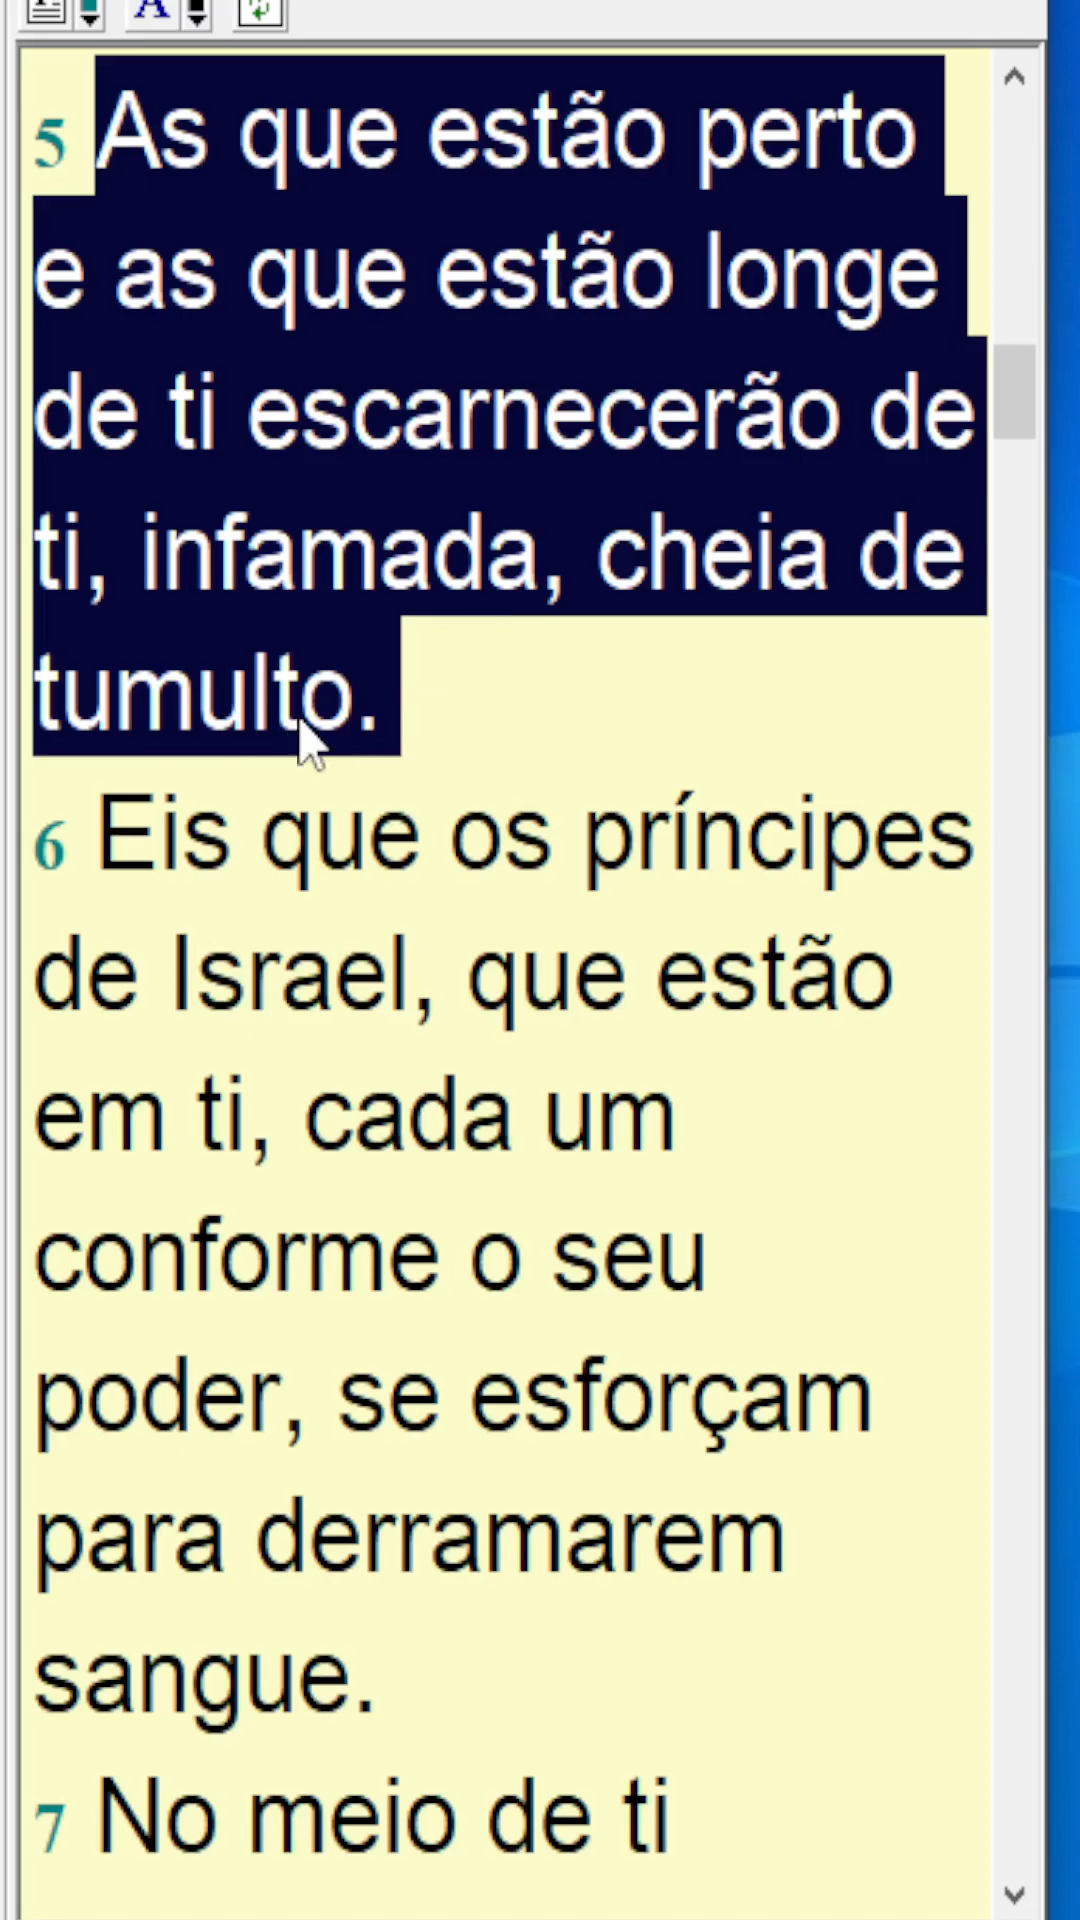 5 As que estão perto
e as que estão longe
de ti escarnecerão de
ti, infamada, cheia de
tumulto.
6 Eis que os príncipes
de Israel, que estão
em ti, cada um
conforme o seu
poder, se esforçam
para derramarem
sangue.
7 No meio de ti